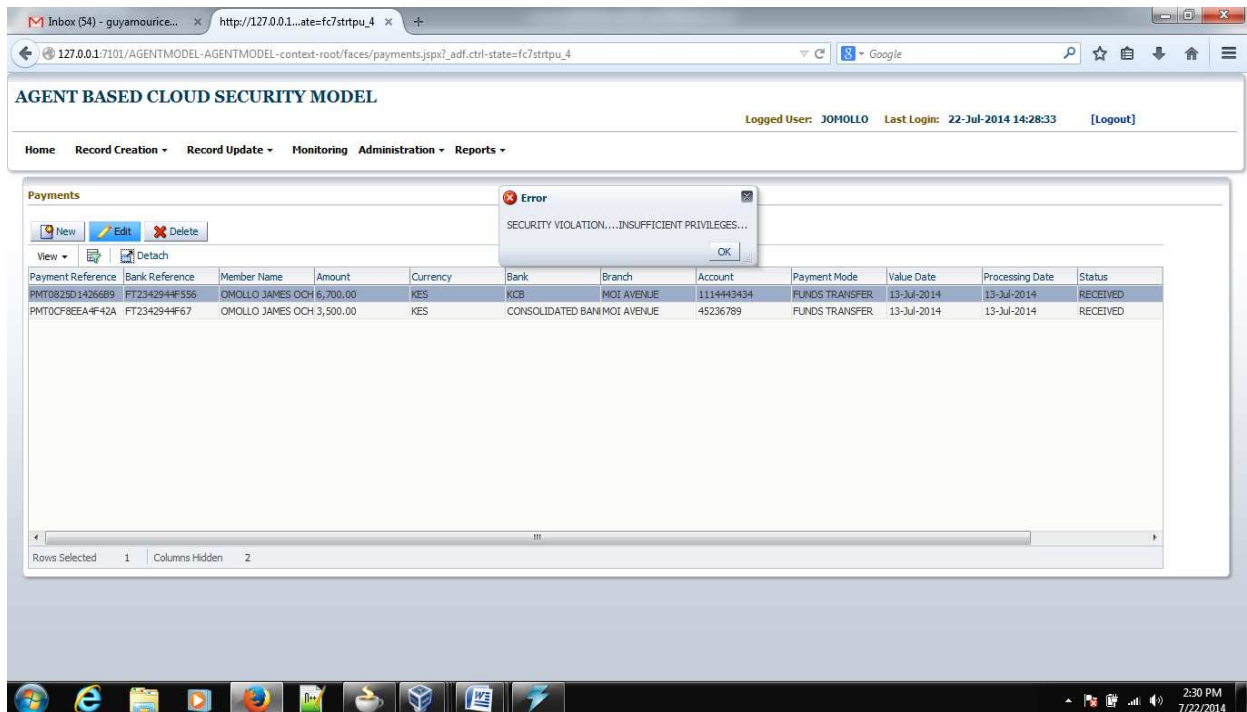 Inbox (54) - guyamourice... × http://127.0.0.1...ate=fc7strtpu_4 × +
127.0.0.1:7101/AGENTMODEL-AGENTMODEL-context-root/faces/payments.jspx?_adf.ctrl-state=fc7strtpu_4 Google
AGENT BASED CLOUD SECURITY MODEL
Logged User: JOMOLLO Last Login: 22-Jul-2014 14:28:33 [Logout]
Home Record Creation Record Update Monitoring Administration Reports
Payments
Error
SECURITY VIOLATION....INSUFFICIENT PRIVILEGES...
OK
New Edit Delete
View Detach
Payment Reference Bank Reference Member Name Amount Currency Bank Branch Account Payment Mode Value Date Processing Date Status
PMT0825D14266B9 FT2342944F556 OMOLLO JAMES OCH 6,700.00 KES KCB MOI AVENUE 1114443434 FUNDS TRANSFER 13-Jul-2014 13-Jul-2014 RECEIVED
PMT0CF8EEA4F42A FT2342944F67 OMOLLO JAMES OCH 3,500.00 KES CONSOLIDATED BAN MOI AVENUE 45236789 FUNDS TRANSFER 13-Jul-2014 13-Jul-2014 RECEIVED
Rows Selected 1 Columns Hidden 2
2:30 PM
7/22/2014